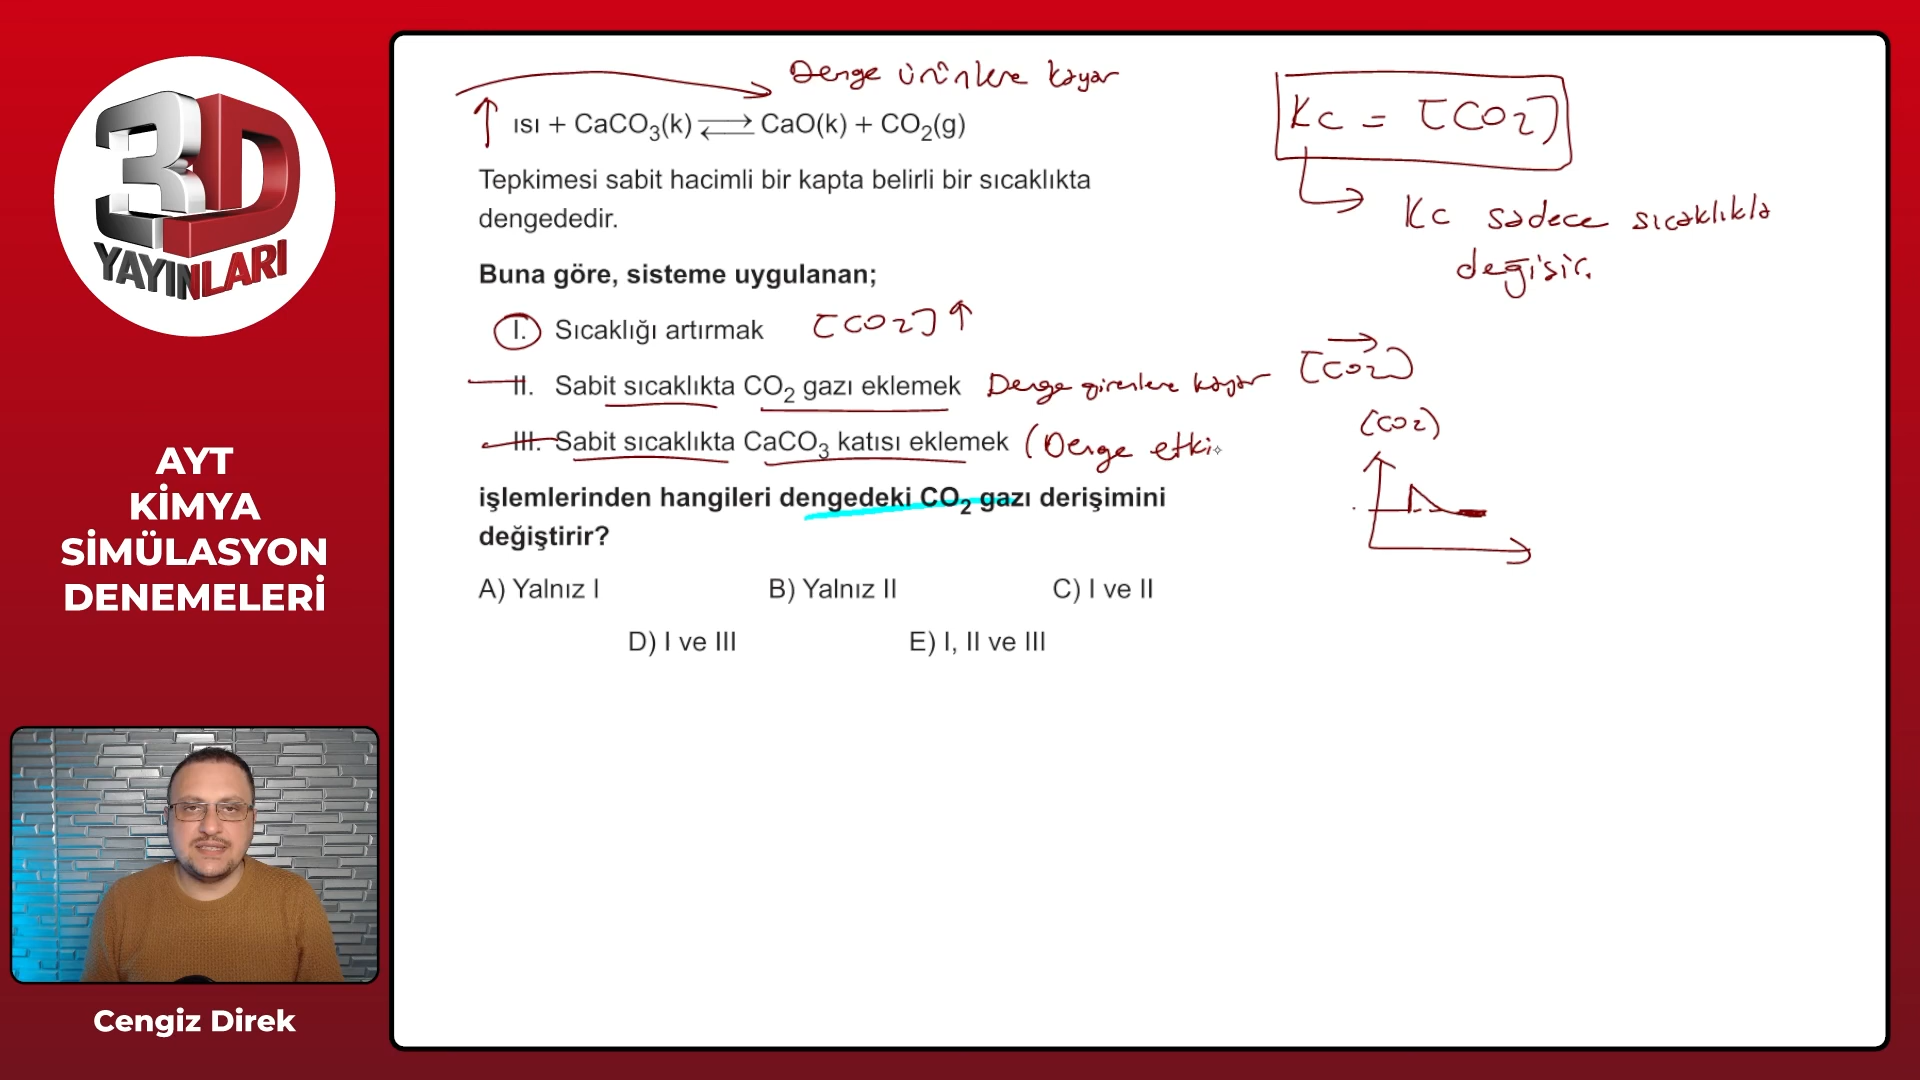 3D
YAYINLARI
AYT
KİMYA
SİMÜLASYON
DENEMELERİ
Cengiz Direk
Denge ürünlere kayar
ısı + CaCO₃(k) ⇌ CaO(k) + CO₂(g)
Kc = [CO₂]
Kc sadece sıcaklıkla
değişir.
Tepkimesi sabit hacimli bir kapta belirli bir sıcaklıkta
dengededir.
Buna göre, sisteme uygulanan;
I. Sıcaklığı artırmak [CO₂]↑
II. Sabit sıcaklıkta CO₂ gazı eklemek Denge girenlere kayar [CO₂]
III. Sabit sıcaklıkta CaCO₃ katısı eklemek (Denge etki
[CO₂]
işlemlerinden hangileri dengedeki CO₂ gazı derişimini
değiştirir?
A) Yalnız I B) Yalnız II C) I ve II
D) I ve III E) I, II ve III